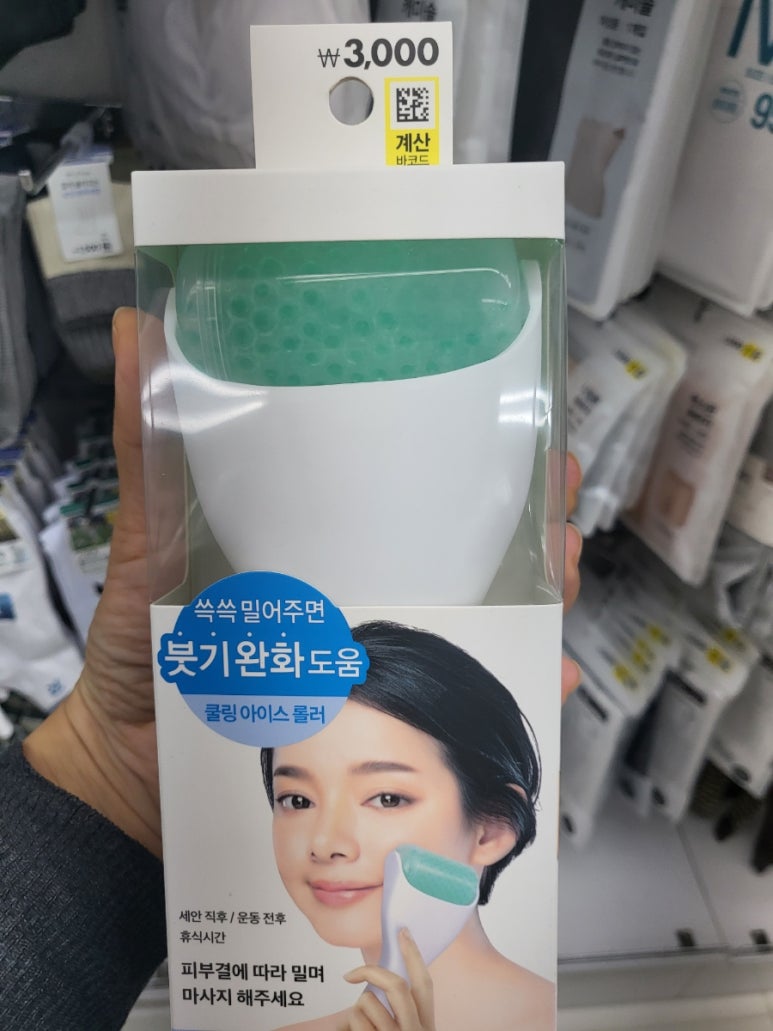 ₩3,000
계산
바코드
쓱쓱 밀어주면
붓기완화 도움
쿨링 아이스 롤러
세안 직후 / 운동 전후
휴식시간
피부결에 따라 밀며
마사지 해주세요